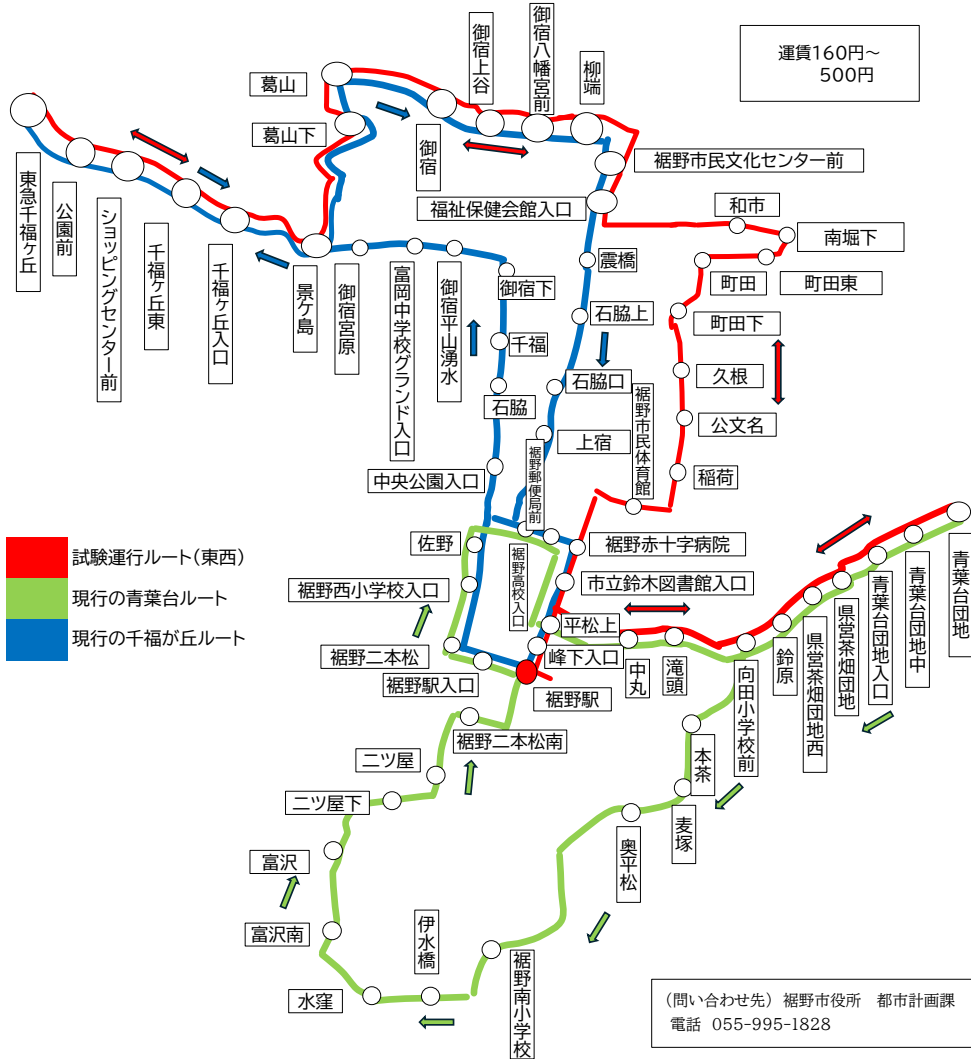 運賃160円～
500円
葛山
葛山下
御宿
御宿上谷
御宿八幡宮前
柳端
裾野市民文化センター前
福祉保健会館入口
東急千福ヶ丘
公園前
ショッピングセンター前
千福ヶ丘東
千福ヶ丘入口
景ケ島
御宿宮原
富岡中学校グランド入口
御宿平山湧水
御宿下
千福
石脇
中央公園入口
震橋
石脇上
石脇口
上宿
裾野郵便局前
和市
南堀下
町田
町田東
町田下
久根
公文名
稲荷
裾野市民体育館
試験運行ルート（東西）
現行の青葉台ルート
現行の千福が丘ルート
佐野
裾野西小学校入口
裾野二本松
裾野駅入口
裾野高校入口
裾野赤十字病院
市立鈴木図書館入口
平松上
峰下入口
裾野駅
中丸
滝頭
向田小学校前
鈴原
県営茶畑団地西
県営茶畑団地
青葉台団地入口
青葉台団地中
青葉台団地
裾野二本松南
二ツ屋
二ツ屋下
富沢
富沢南
水窪
伊水橋
裾野南小学校
奥平松
麦塚
本茶
（問い合わせ先）裾野市役所　都市計画課
電話 055-995-1828